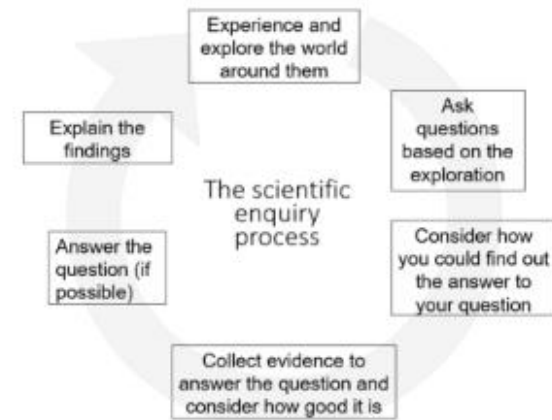 Experience and
explore the world
around them
Ask
questions
based on the
exploration
Consider how
you could find out
the answer to
your question
Collect evidence to
answer the question and
consider how good it is
Answer the
question (if
possible)
Explain the
findings
The scientific
enquiry
process